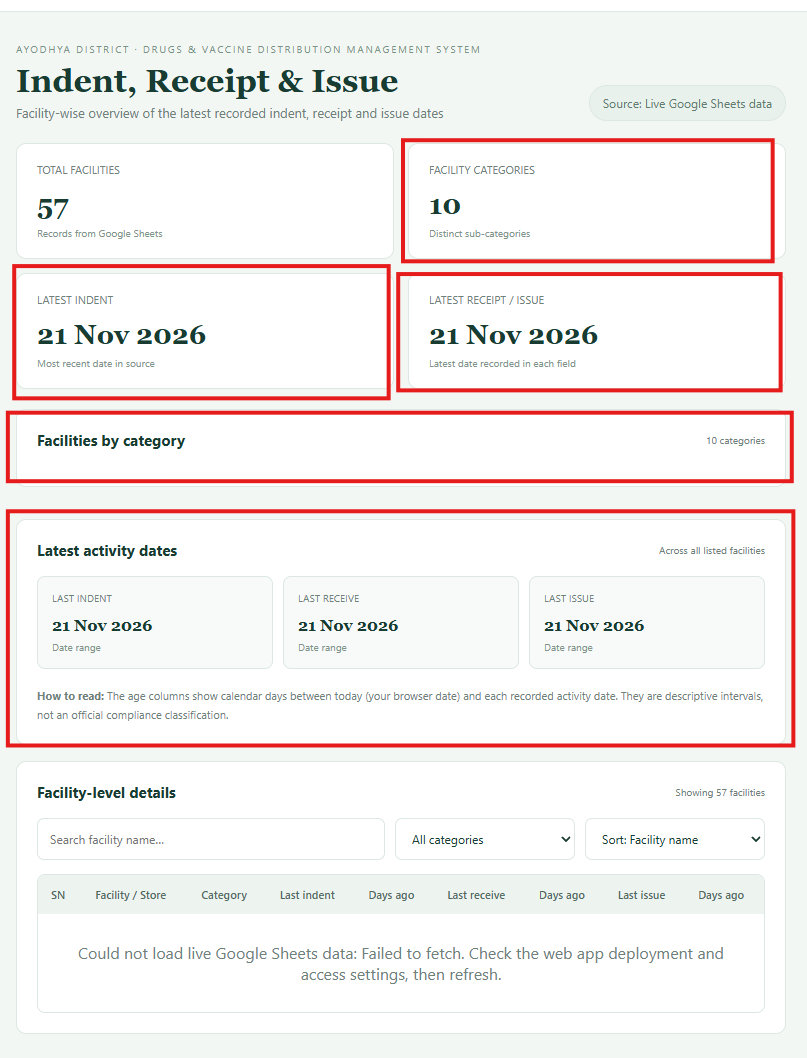 AYODHYA DISTRICT · DRUGS & VACCINE DISTRIBUTION MANAGEMENT SYSTEM
Indent, Receipt & Issue
Facility-wise overview of the latest recorded indent, receipt and issue dates
Source: Live Google Sheets data
TOTAL FACILITIES
57
Records from Google Sheets
FACILITY CATEGORIES
10
Distinct sub-categories
LATEST INDENT
21 Nov 2026
Most recent date in source
LATEST RECEIPT / ISSUE
21 Nov 2026
Latest date recorded in each field
Facilities by category
10 categories
Latest activity dates
Across all listed facilities
LAST INDENT
21 Nov 2026
Date range
LAST RECEIVE
21 Nov 2026
Date range
LAST ISSUE
21 Nov 2026
Date range
How to read: The age columns show calendar days between today (your browser date) and each recorded activity date. They are descriptive intervals,
not an official compliance classification.
Facility-level details
Showing 57 facilities
Search facility name...
All categories
Sort: Facility name
SN Facility / Store Category Last indent Days ago Last receive Days ago Last issue Days ago
Could not load live Google Sheets data: Failed to fetch. Check the web app deployment and
access settings, then refresh.